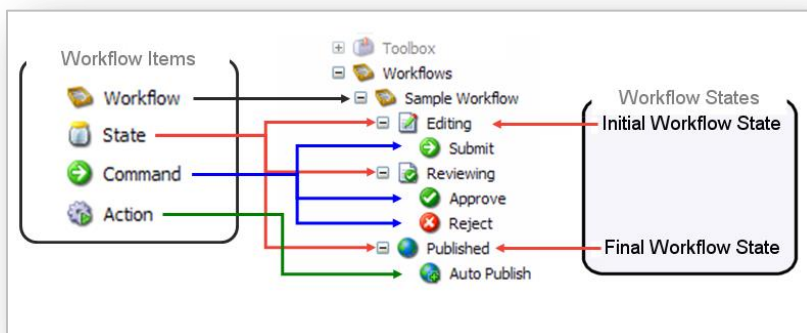 Workflow Items
Workflow
State
Command
Action
Toolbox
Workflows
Sample Workflow
Editing
Submit
Reviewing
Approve
Reject
Published
Auto Publish
Workflow States
Initial Workflow State
Final Workflow State